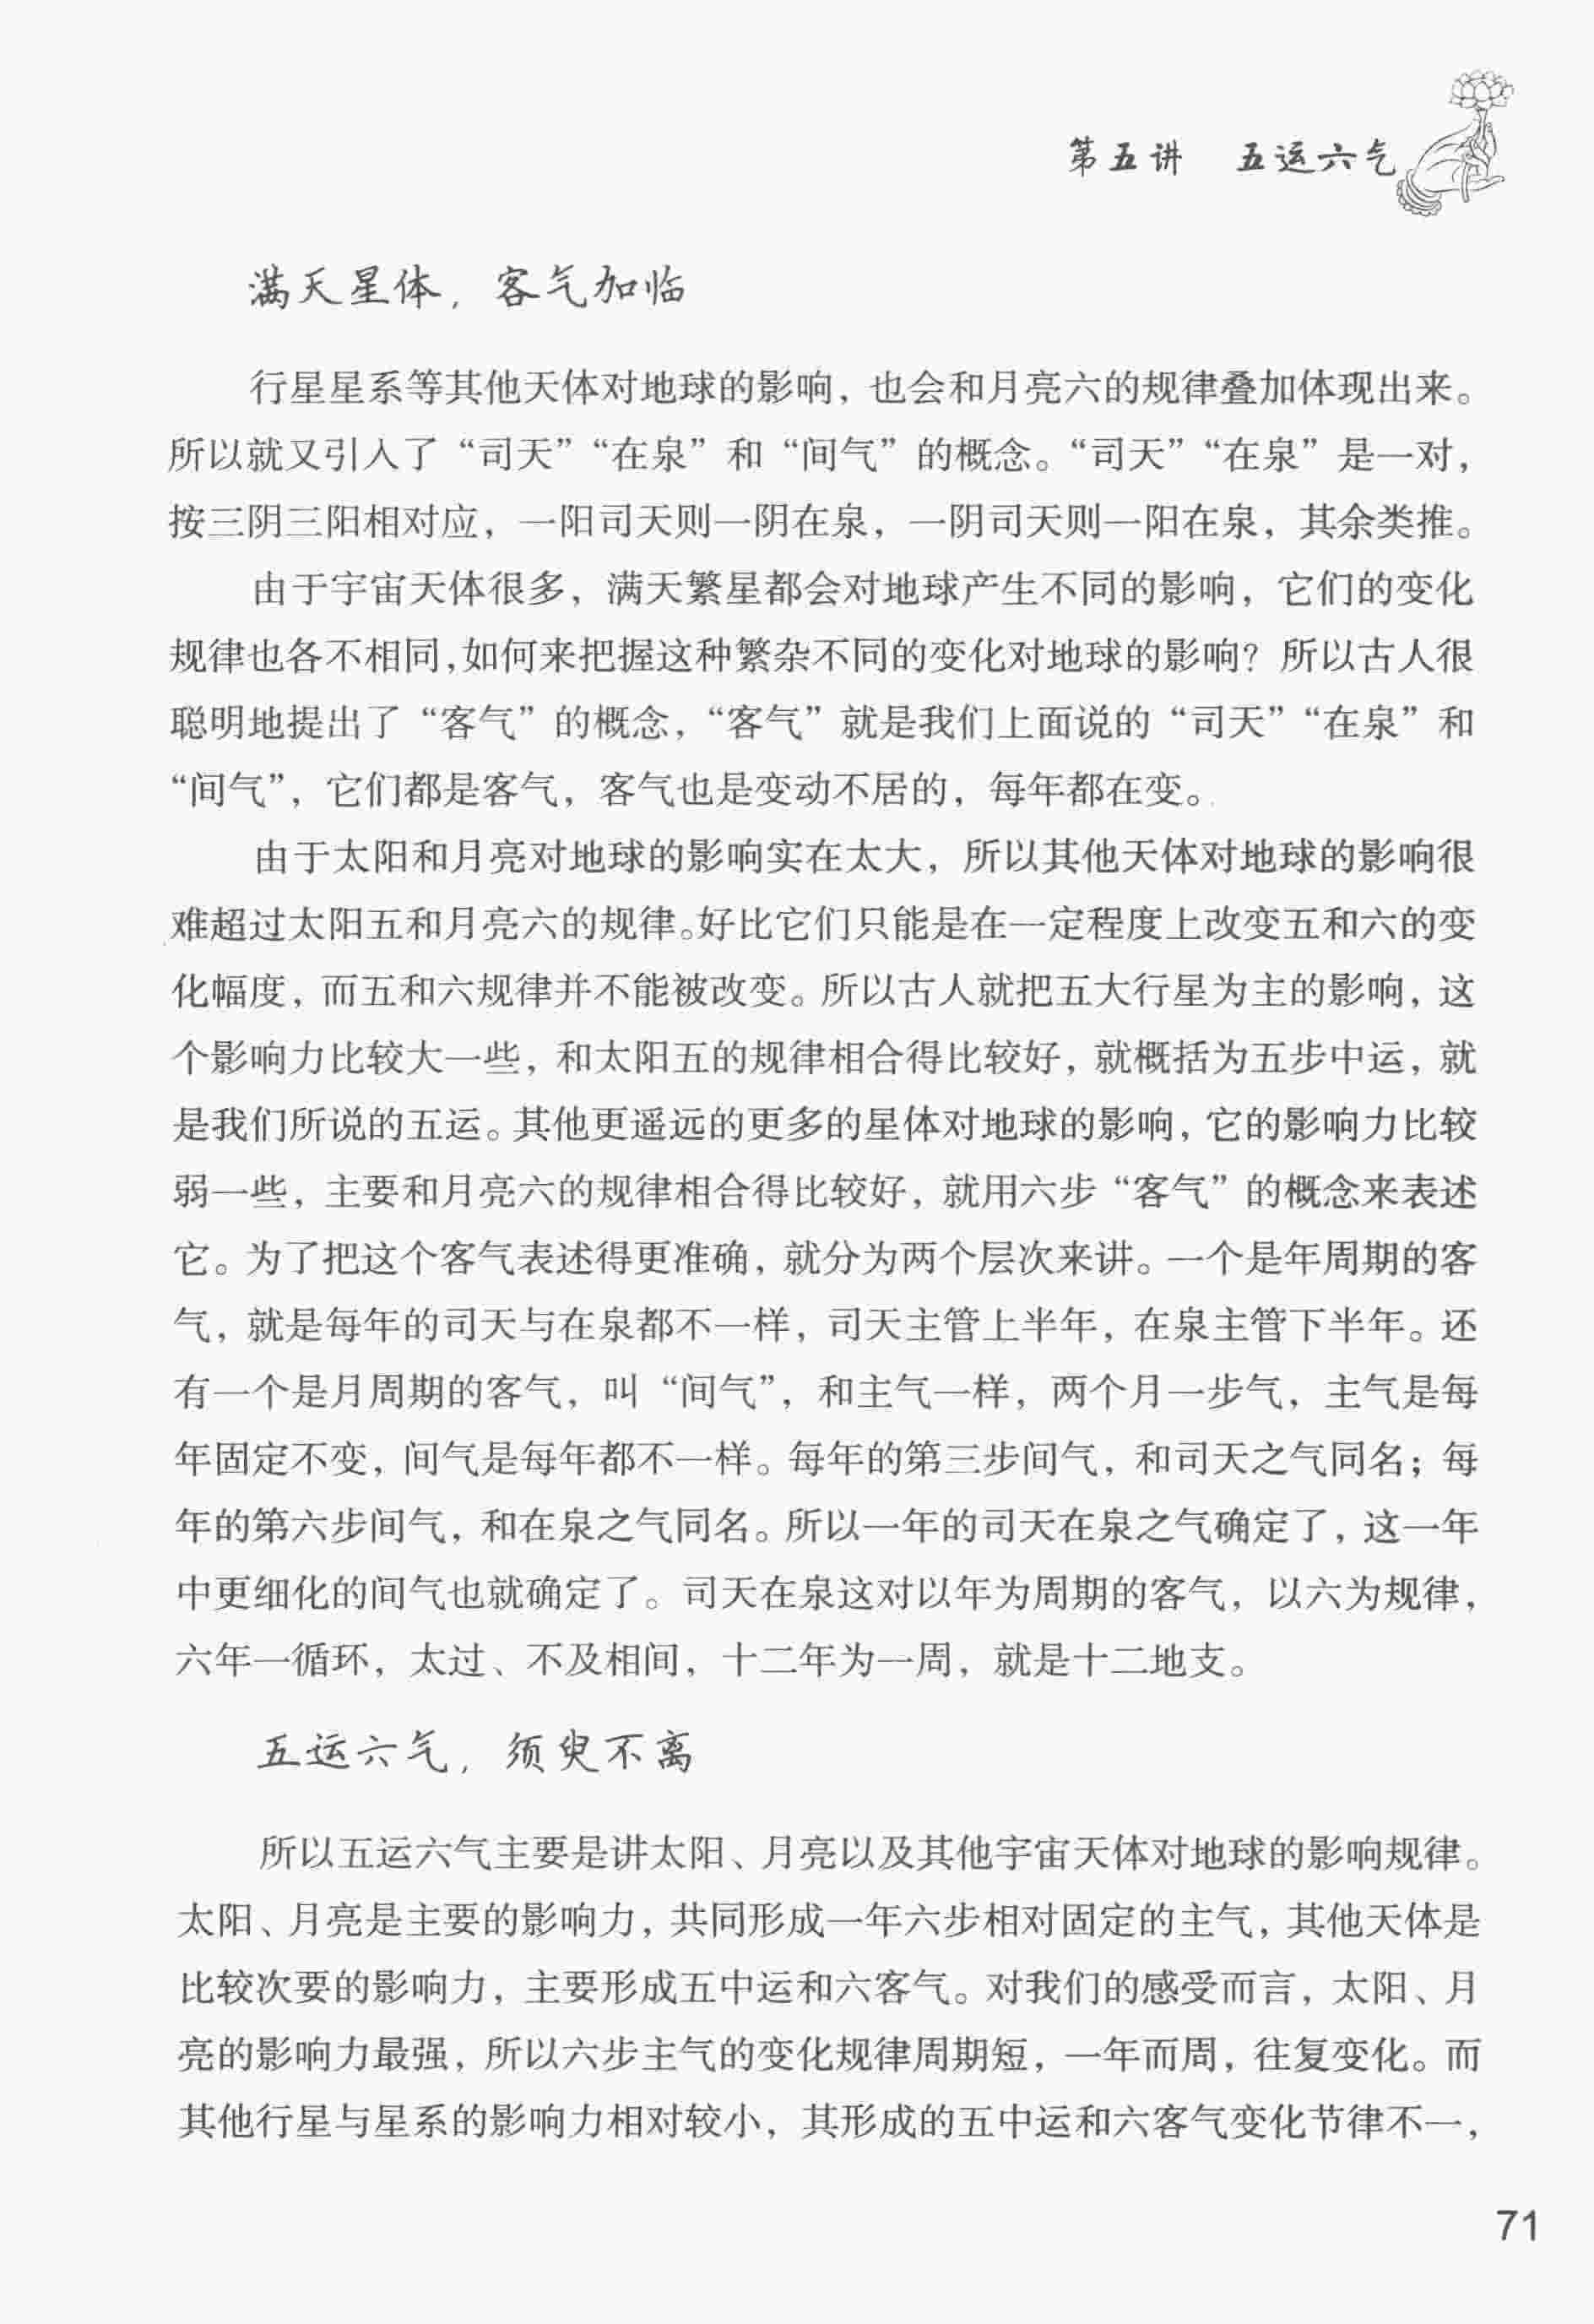 第五讲 五运六气
满天星体，客气加临
行星星系等其他天体对地球的影响，也会和月亮六的规律叠加体现出来。
所以就又引入了“司天”“在泉”和“间气”的概念。“司天”“在泉”是一对，
按三阴三阳相对应，一阳司天则一阴在泉，一阴司天则一阳在泉，其余类推。
由于宇宙天体很多，满天繁星都会对地球产生不同的影响，它们的变化
规律也各不相同，如何来把握这种繁杂不同的变化对地球的影响？所以古人很
聪明地提出了“客气”的概念，“客气”就是我们上面说的“司天”“在泉”和
“间气”，它们都是客气，客气也是变动不居的，每年都在变。
由于太阳和月亮对地球的影响实在太大，所以其他天体对地球的影响很
难超过太阳五和月亮六的规律。好比它们只能是在一定程度上改变五和六的变
化幅度，而五和六规律并不能被改变。所以古人就把五大行星为主的影响，这
个影响力比较大一些，和太阳五的规律相合得比较好，就概括为五步中运，就
是我们所说的五运。其他更遥远的更多的星体对地球的影响，它的影响力比较
弱一些，主要和月亮六的规律相合得比较好，就用六步“客气”的概念来表述
它。为了把这个客气表述得更准确，就分为两个层次来讲。一个是年周期的客
气，就是每年的司天与在泉都不一样，司天主管上半年，在泉主管下半年。还
有一个是月周期的客气，叫“间气”，和主气一样，两个月一步气，主气是每
年固定不变，间气是每年都不一样。每年的第三步间气，和司天之气同名；每
年的第六步间气，和在泉之气同名。所以一年的司天在泉之气确定了，这一年
中更细化的间气也就确定了。司天在泉这对以年为周期的客气，以六为规律，
六年一循环，太过、不及相间，十二年为一周，就是十二地支。
五运六气，须臾不离
所以五运六气主要是讲太阳、月亮以及其他宇宙天体对地球的影响规律。
太阳、月亮是主要的影响力，共同形成一年六步相对固定的主气，其他天体是
比较次要的影响力，主要形成五中运和六客气。对我们的感受而言，太阳、月
亮的影响力最强，所以六步主气的变化规律周期短，一年而周，往复变化。而
其他行星与星系的影响力相对较小，其形成的五中运和六客气变化节律不一，
71